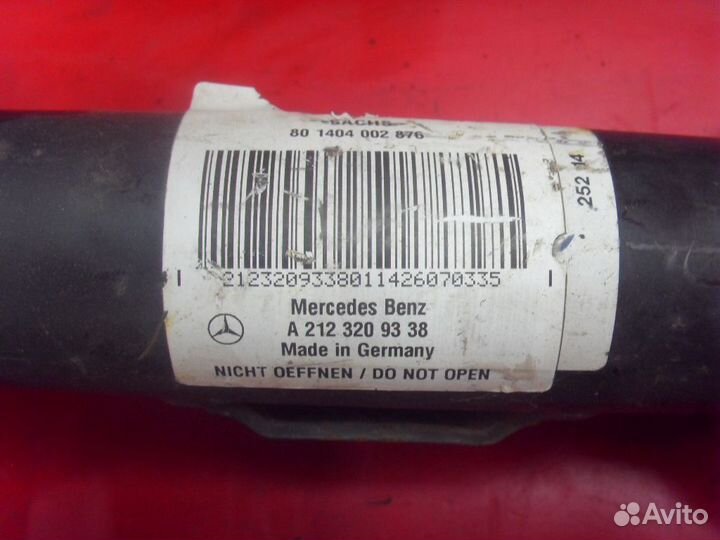 SACHS
80 1404 002 876
252 14
2123209338011426070335
Mercedes Benz
A 212 320 93 38
Made in Germany
NICHT OEFFNEN / DO NOT OPEN
Avito